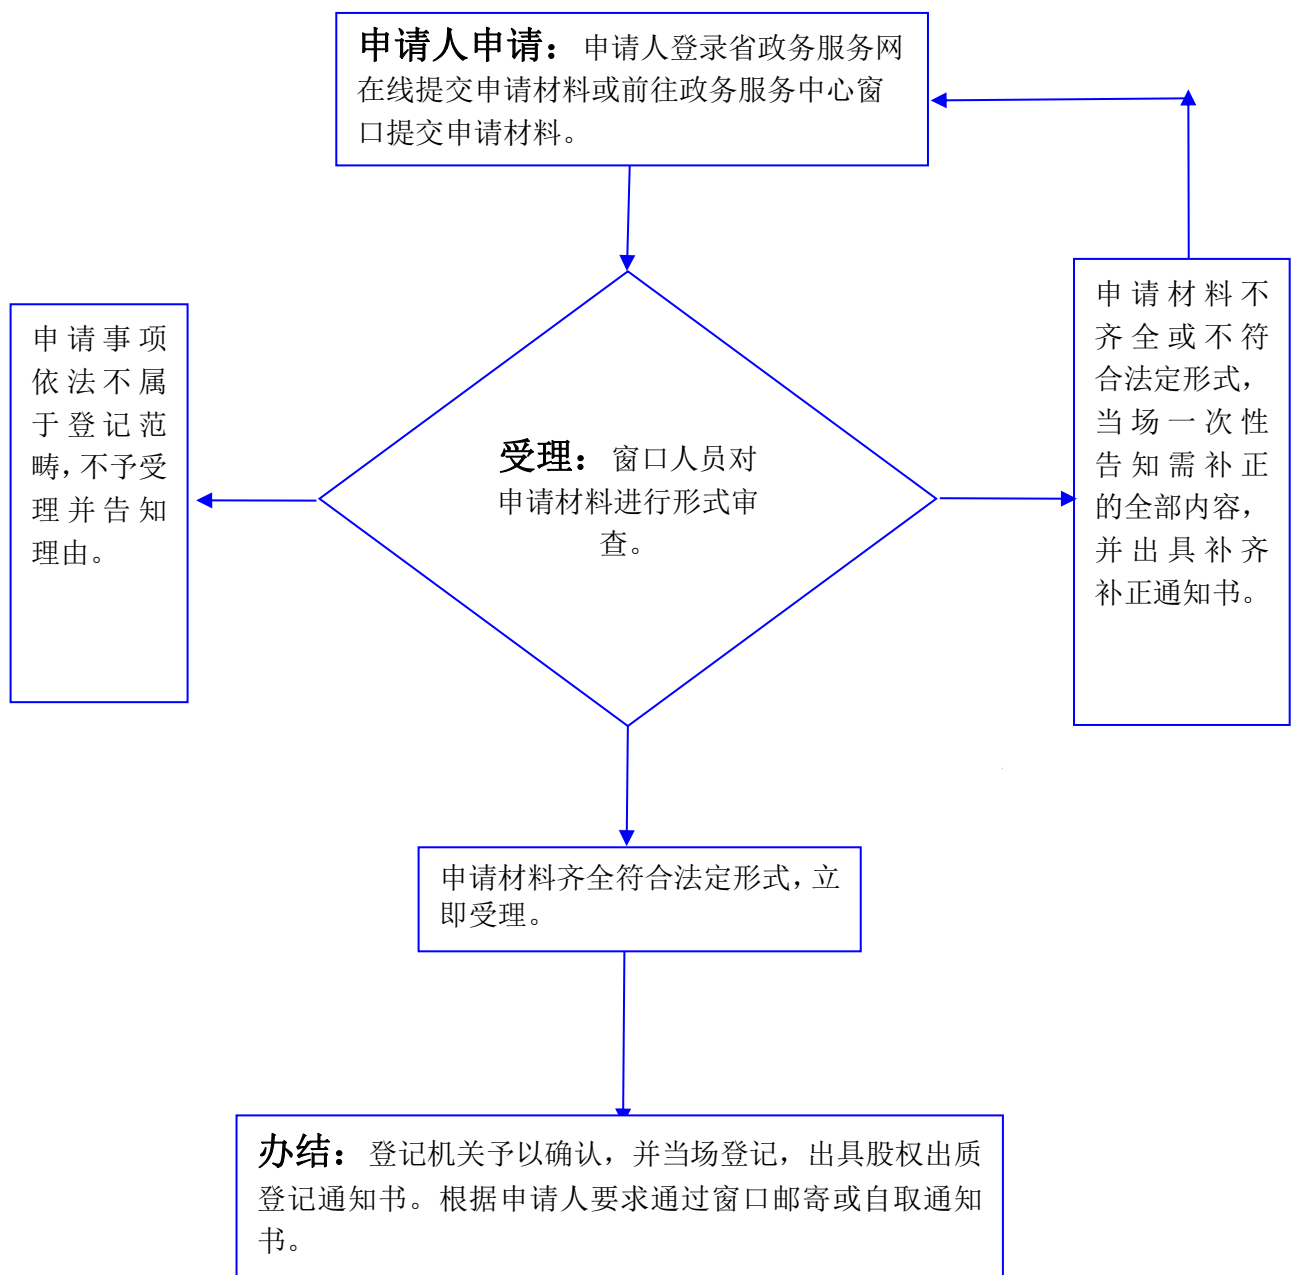 申请人申请：申请人登录省政务服务网
在线提交申请材料或前往政务服务中心窗
口提交申请材料。
申请事项
依法不属
于登记范
畴，不予受
理并告知
理由。
受理：窗口人员对
申请材料进行形式审
查。
申请材料不
齐全或不符
合法定形式，
当场一次性
告知需补正
的全部内容，
并出具补齐
补正通知书。
申请材料齐全符合法定形式，立
即受理。
办结：登记机关予以确认，并当场登记，出具股权出质
登记通知书。根据申请人要求通过窗口邮寄或自取通知
书。